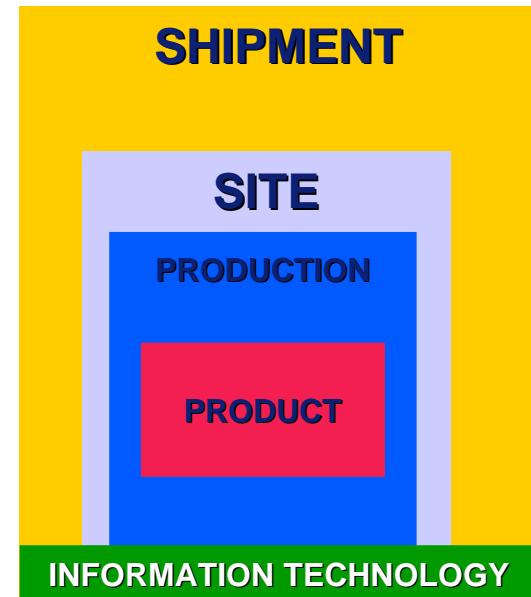 SHIPMENT
SITE
PRODUCTION
PRODUCT
INFORMATION TECHNOLOGY